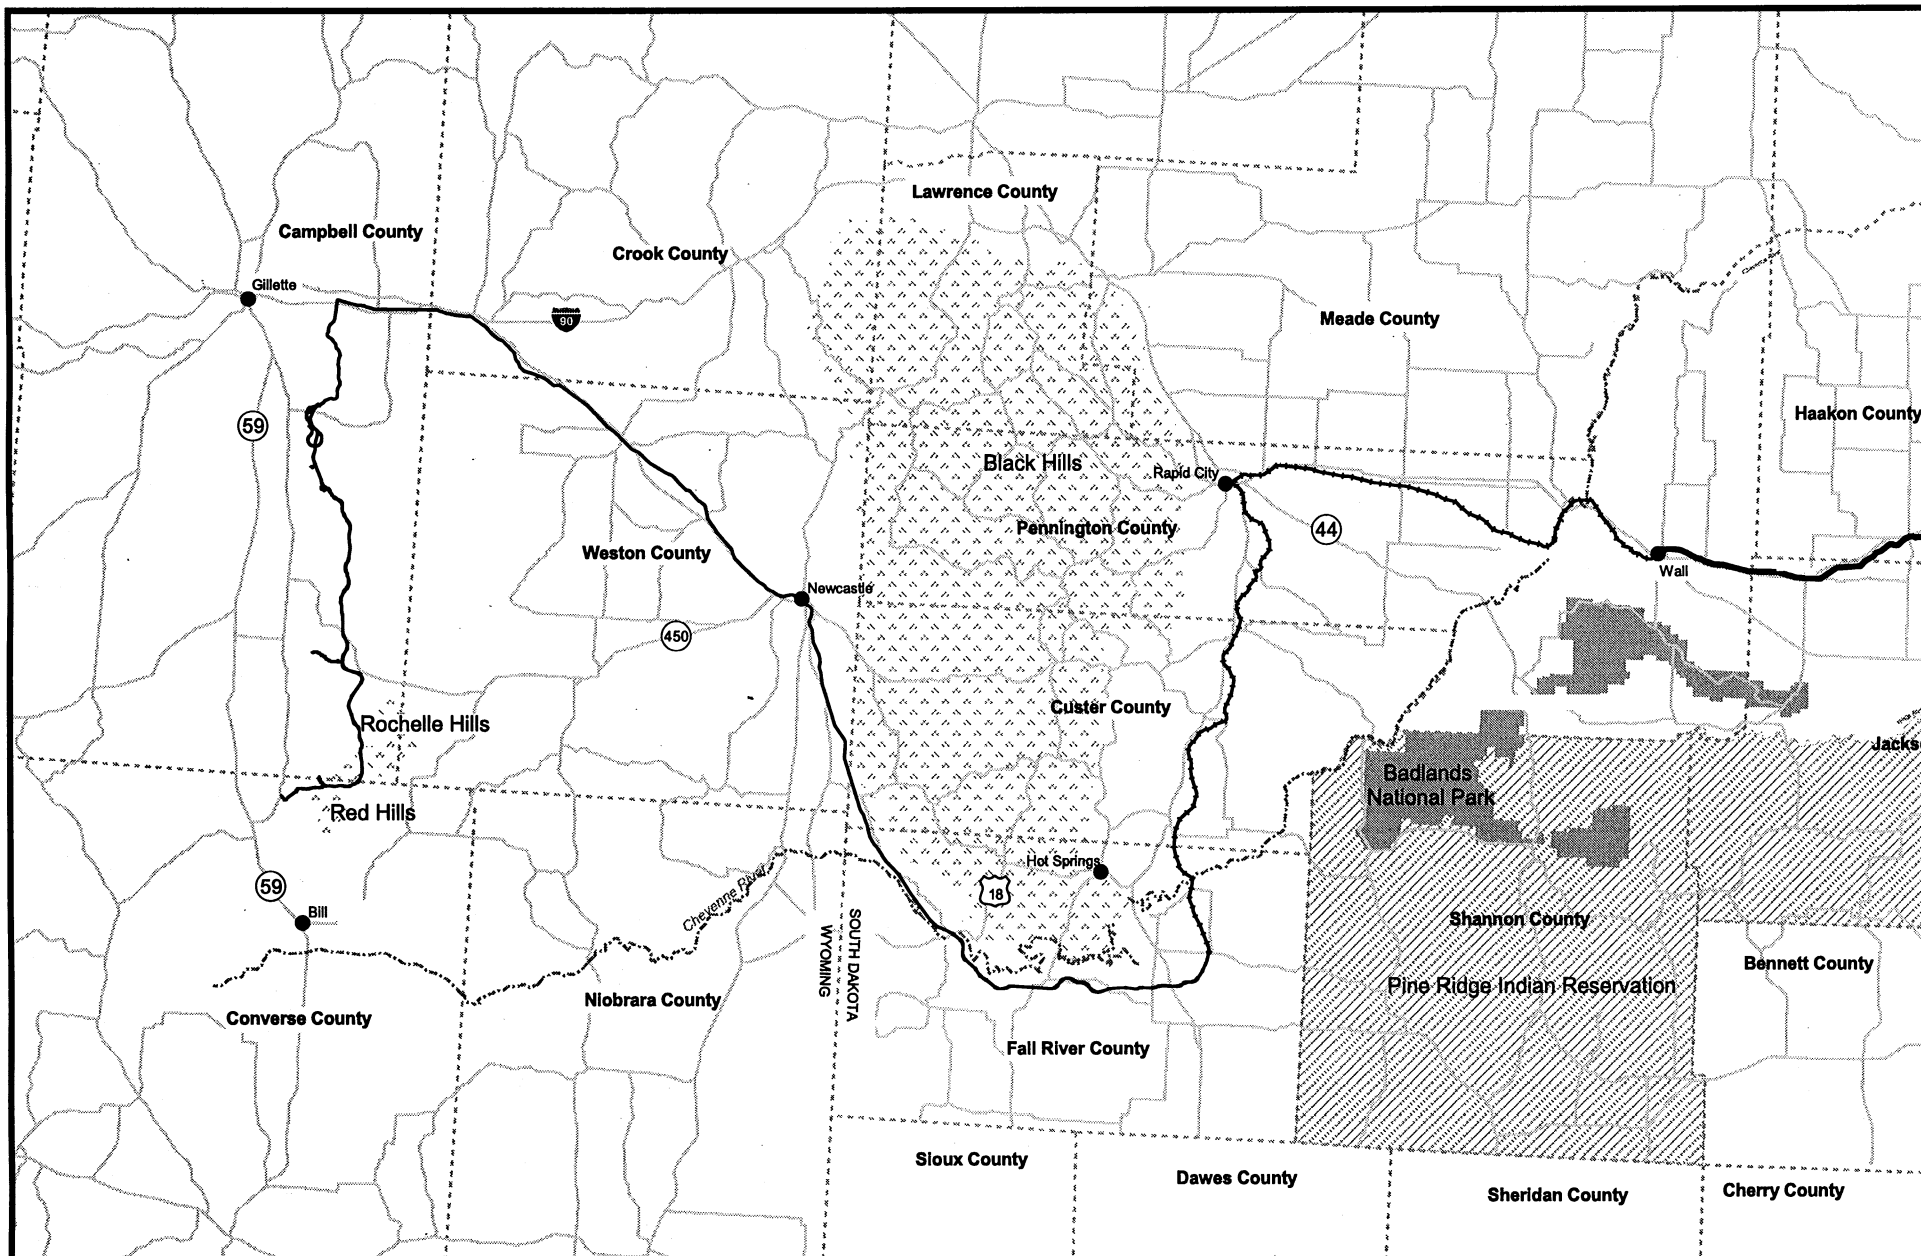 Lawrence County
Campbell County
Crook County
Gillette
90
Meade County
Haakon County
59
Black Hills
Rapid City
Pennington County
44
Weston County
Wall
Newcastle
450
Custer County
Rochelle Hills
Badlands
National Park
Red Hills
Hot Springs
18
59
Cheyenne River
Bill
SOUTH DAKOTA
WYOMING
Shannon County
Bennett County
Pine Ridge Indian Reservation
Niobrara County
Converse County
Fall River County
Sioux County
Dawes County
Sheridan County
Cherry County